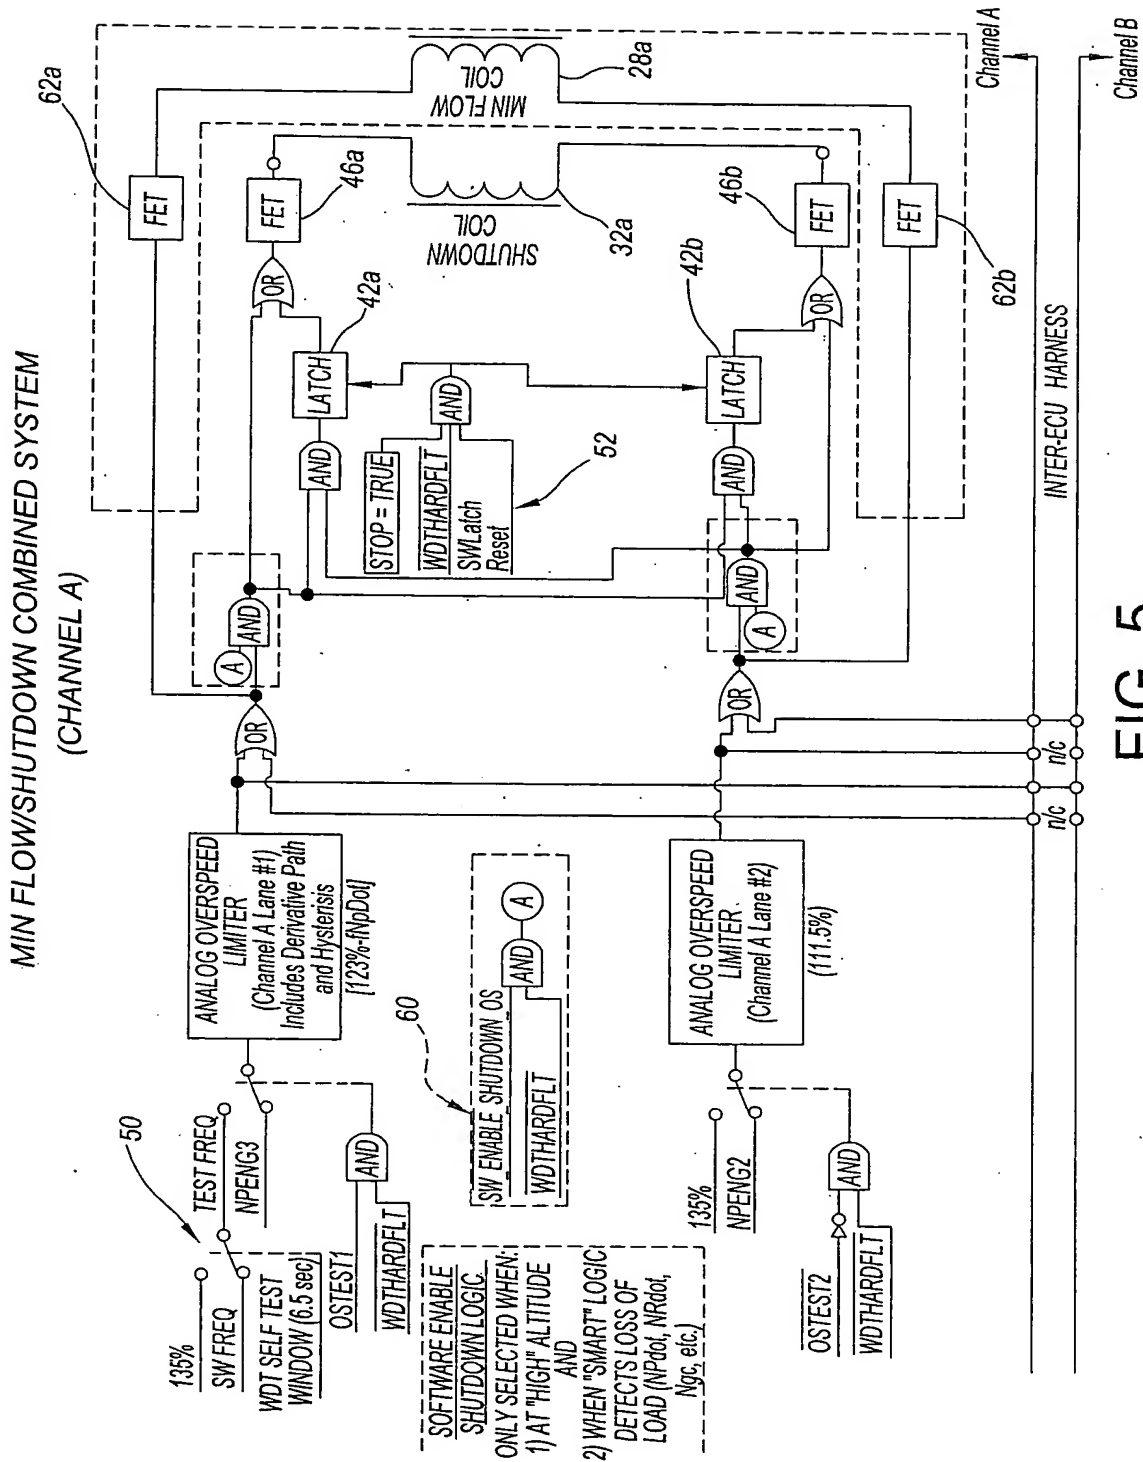 MIN FLOW/SHUTDOWN COMBINED SYSTEM
(CHANNEL A)
50
135%
SW FREQ
WDT SELF TEST
WINDOW (6.5 sec)
TEST FREQ
NPENG3
OSTEST1
WDTHARDFLT
AND
ANALOG OVERSPEED
LIMITER
(Channel A Lane #1)
Includes Derivative Path
and Hysterisis
[123%-fNpDot]
OR
A
AND
AND
LATCH
42a
OR
FET
46a
FET
62a
SOFTWARE ENABLE
SHUTDOWN LOGIC
ONLY SELECTED WHEN:
1) AT "HIGH" ALTITUDE
AND
2) WHEN "SMART" LOGIC
DETECTS LOSS OF
LOAD (NPdot, NRdot,
Ngc, etc.)
60
SW ENABLE SHUTDOWN OS
WDTHARDFLT
AND
A
STOP = TRUE
WDTHARDFLT
SWLatch
Reset
AND
52
SHUTDOWN
COIL
32a
MIN FLOW
COIL
28a
135%
NPENG2
OSTEST2
WDTHARDFLT
AND
ANALOG OVERSPEED
LIMITER
(Channel A Lane #2)
(111.5%)
OR
A
AND
AND
LATCH
42b
OR
FET
46b
FET
62b
n/c
n/c
INTER-ECU HARNESS
Channel A
Channel B
FIG. 5